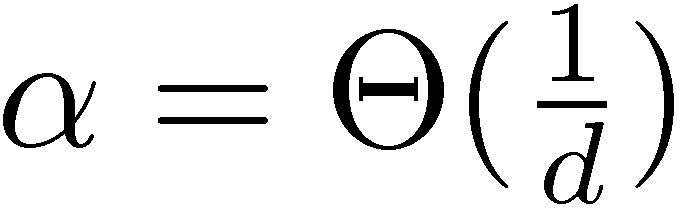 α = Θ(1/d)